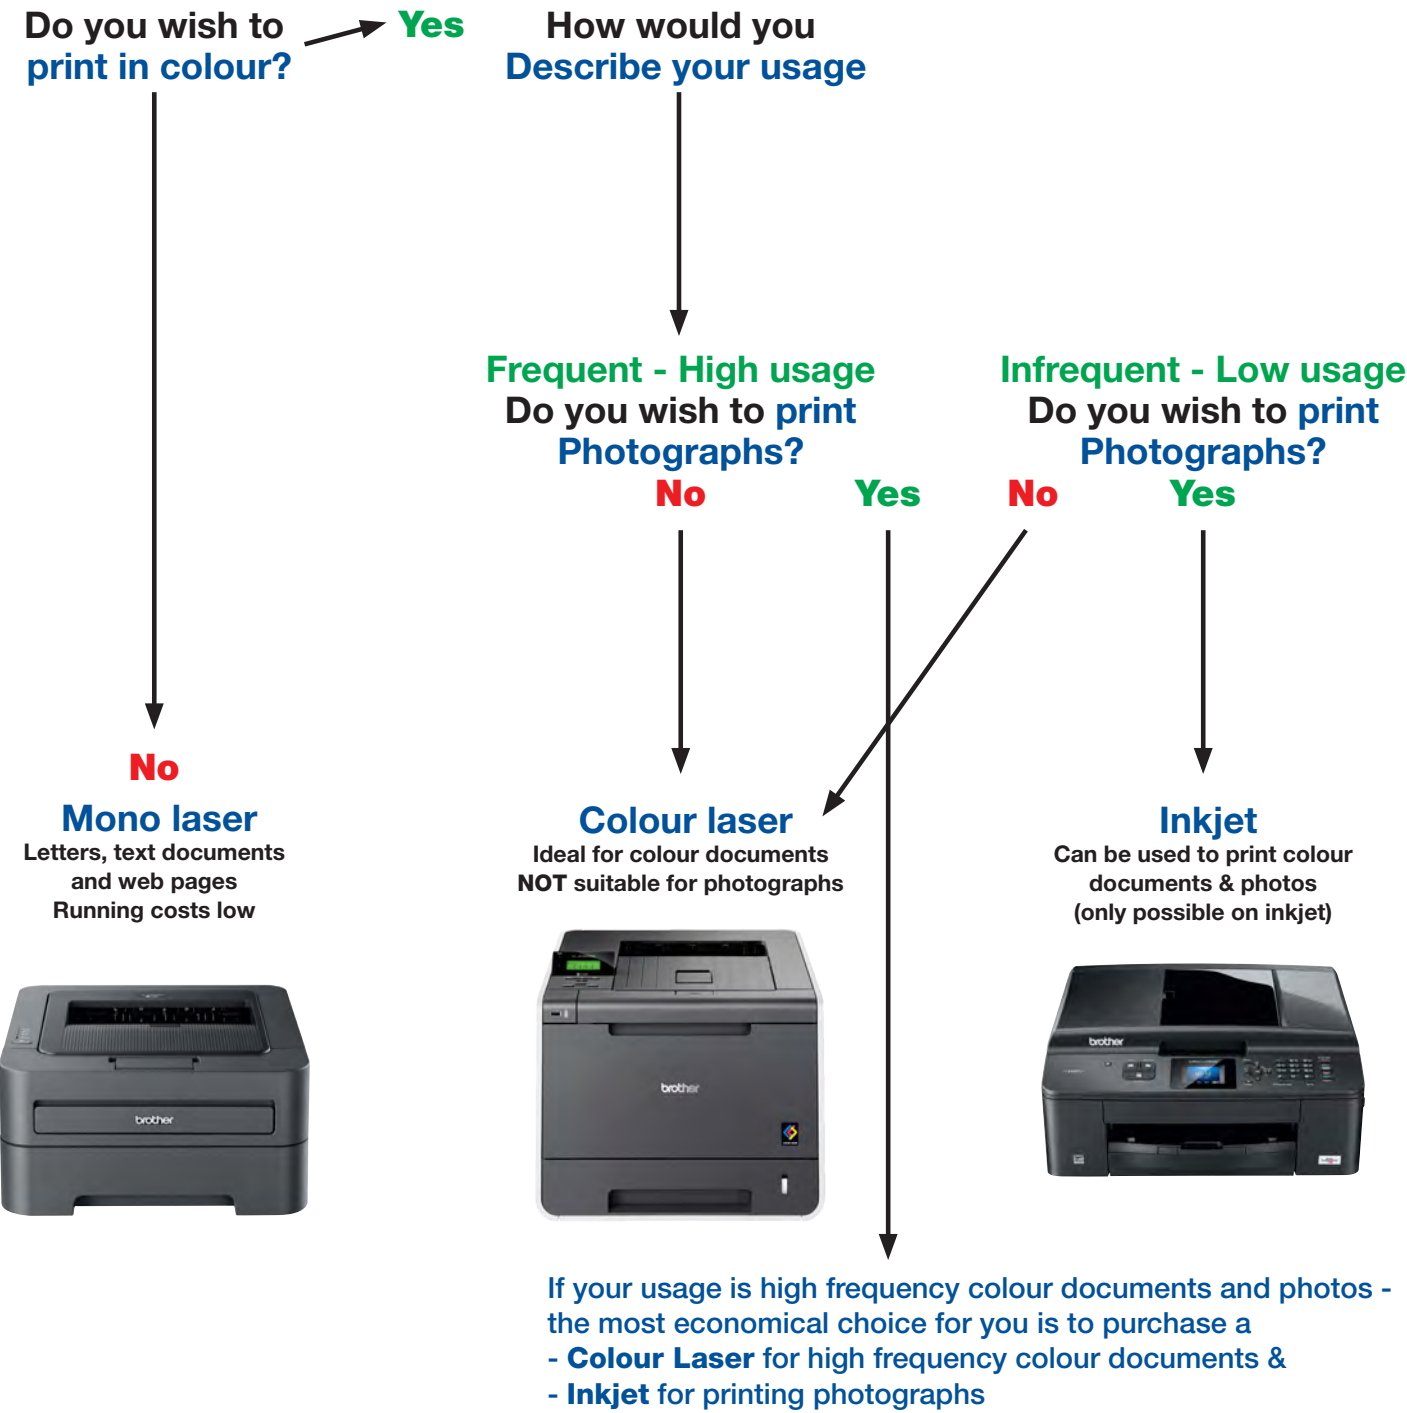 Do you wish to
print in colour?
Yes
How would you
Describe your usage
Frequent - High usage
Do you wish to print
Photographs?
No
Yes
Infrequent - Low usage
Do you wish to print
Photographs?
No
Yes
No
Mono laser
Letters, text documents
and web pages
Running costs low
Colour laser
Ideal for colour documents
NOT suitable for photographs
Inkjet
Can be used to print colour
documents & photos
(only possible on inkjet)
brother
brother
brother
If your usage is high frequency colour documents and photos -
the most economical choice for you is to purchase a
- Colour Laser for high frequency colour documents &
- Inkjet for printing photographs